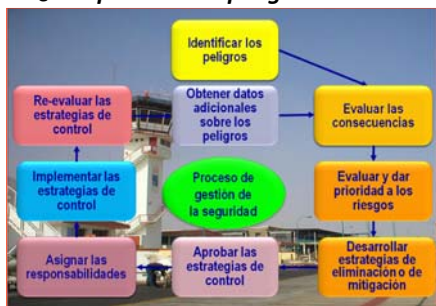 Identificar los
peligros
Re-evaluar las
estrategias de
control
Obtener datos
adicionales
sobre los
peligros
Evaluar las
consecuencias
Implementar las
estrategias de
control
Proceso de
gestión de
la seguridad
Evaluar y dar
prioridad a los
riesgos
Asignar las
responsabilidades
Aprobar las
estrategias de
control
Desarrollar
estrategias de
eliminación o de
mitigación